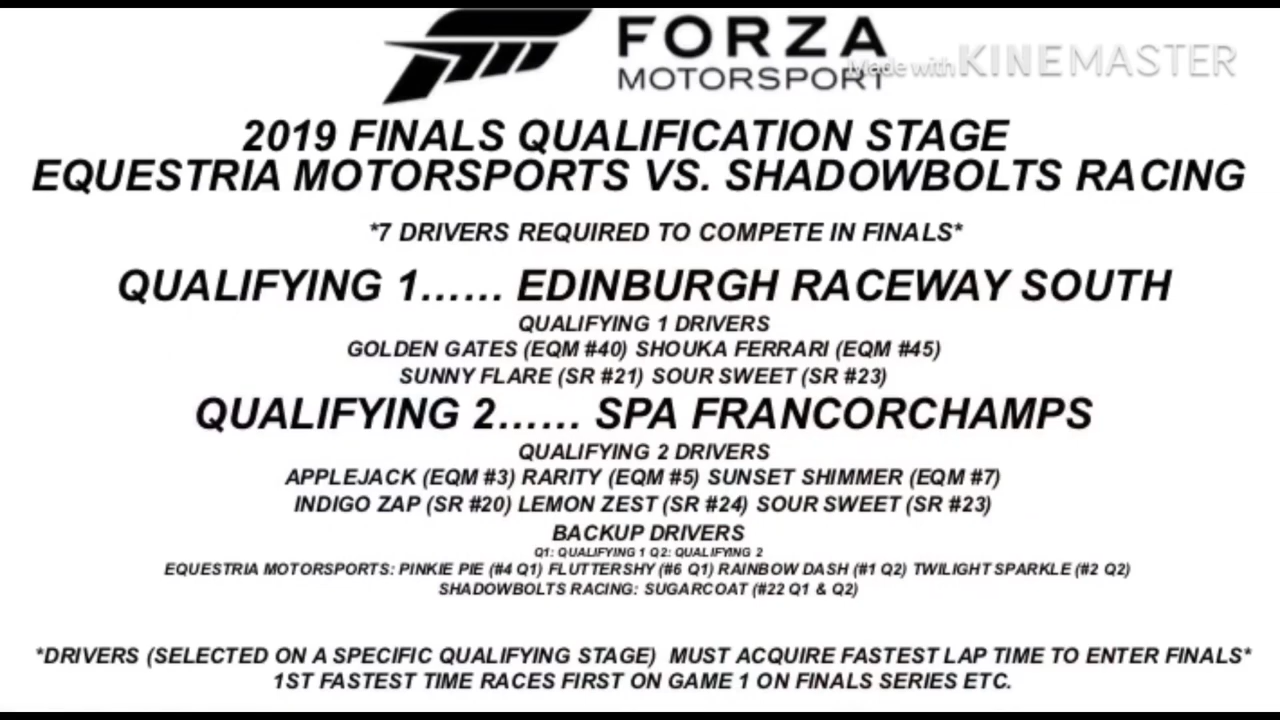 FORZA
MOTORSPORT
Made with KINEMASTER
2019 FINALS QUALIFICATION STAGE
EQUESTRIA MOTORSPORTS VS. SHADOWBOLTS RACING
*7 DRIVERS REQUIRED TO COMPETE IN FINALS*
QUALIFYING 1...... EDINBURGH RACEWAY SOUTH
QUALIFYING 1 DRIVERS
GOLDEN GATES (EQM #40) SHOUKA FERRARI (EQM #45)
SUNNY FLARE (SR #21) SOUR SWEET (SR #23)
QUALIFYING 2...... SPA FRANCORCHAMPS
QUALIFYING 2 DRIVERS
APPLEJACK (EQM #3) RARITY (EQM #5) SUNSET SHIMMER (EQM #7)
INDIGO ZAP (SR #20) LEMON ZEST (SR #24) SOUR SWEET (SR #23)
BACKUP DRIVERS
Q1: QUALIFYING 1 Q2: QUALIFYING 2
EQUESTRIA MOTORSPORTS: PINKIE PIE (#4 Q1) FLUTTERSHY (#6 Q1) RAINBOW DASH (#1 Q2) TWILIGHT SPARKLE (#2 Q2)
SHADOWBOLTS RACING: SUGARCOAT (#22 Q1 & Q2)
*DRIVERS (SELECTED ON A SPECIFIC QUALIFYING STAGE) MUST ACQUIRE FASTEST LAP TIME TO ENTER FINALS*
1ST FASTEST TIME RACES FIRST ON GAME 1 ON FINALS SERIES ETC.